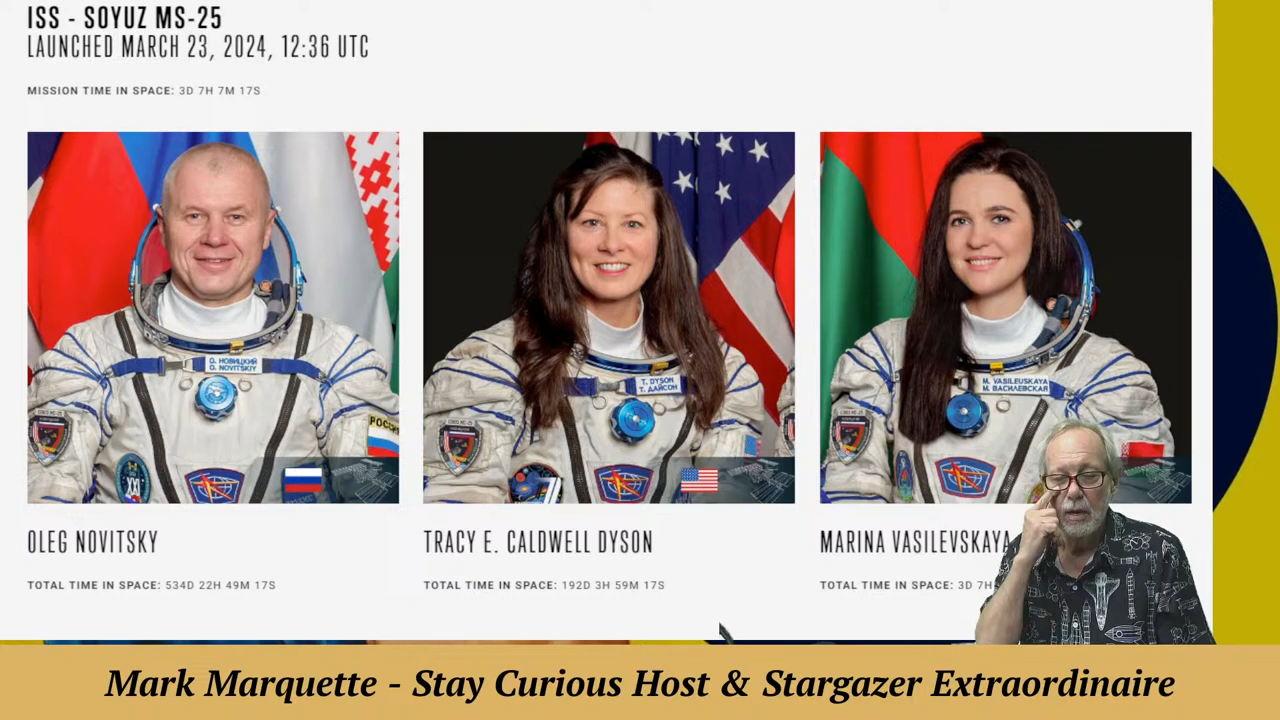 ISS - SOYUZ MS-25
LAUNCHED MARCH 23, 2024, 12:36 UTC
MISSION TIME IN SPACE: 3D 7H 7M 17S
О. НОВИЦКИЙ
O. NOVITSKIY
T. DYSON
Т. ДАЙСОН
M. VASILEUSKAYA
М. ВАСИЛЕВСКАЯ
РОССИ
XXI
OLEG NOVITSKY
TRACY E. CALDWELL DYSON
MARINA VASILEVSKAYA
TOTAL TIME IN SPACE: 534D 22H 49M 17S
TOTAL TIME IN SPACE: 192D 3H 59M 17S
TOTAL TIME IN SPACE: 3D 7H
Mark Marquette - Stay Curious Host & Stargazer Extraordinaire